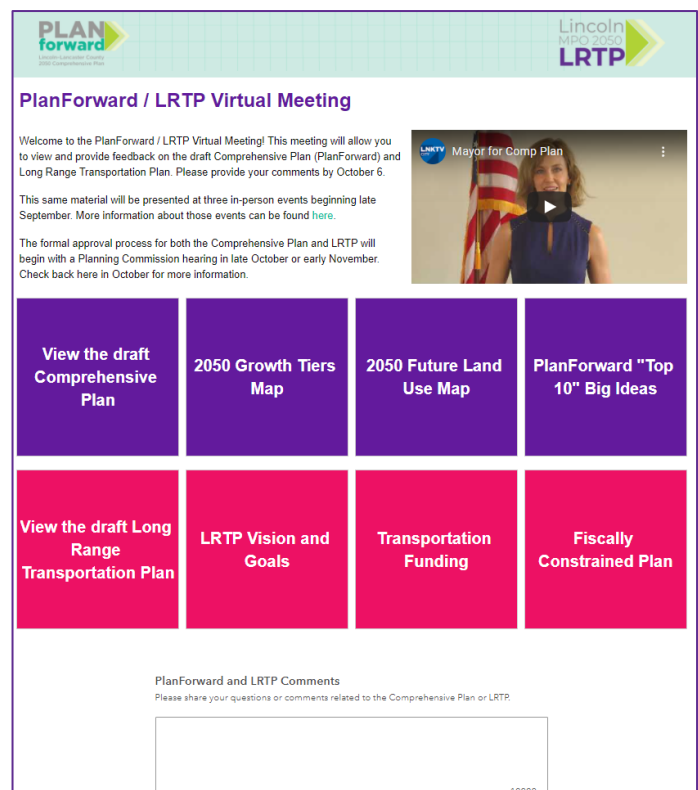 PLAN
forward
Lincoln-Lancaster County
2050 Comprehensive Plan
Lincoln
MPO 2050
LRTP
PlanForward / LRTP Virtual Meeting
Welcome to the PlanForward / LRTP Virtual Meeting! This meeting will allow you
to view and provide feedback on the draft Comprehensive Plan (PlanForward) and
Long Range Transportation Plan. Please provide your comments by October 6.
This same material will be presented at three in-person events beginning late
September. More information about those events can be found here.
The formal approval process for both the Comprehensive Plan and LRTP will
begin with a Planning Commission hearing in late October or early November.
Check back here in October for more information.
LNKTV
Mayor for Comp Plan
View the draft
Comprehensive
Plan
2050 Growth Tiers
Map
2050 Future Land
Use Map
PlanForward "Top
10" Big Ideas
View the draft Long
Range
Transportation Plan
LRTP Vision and
Goals
Transportation
Funding
Fiscally
Constrained Plan
PlanForward and LRTP Comments
Please share your questions or comments related to the Comprehensive Plan or LRTP.